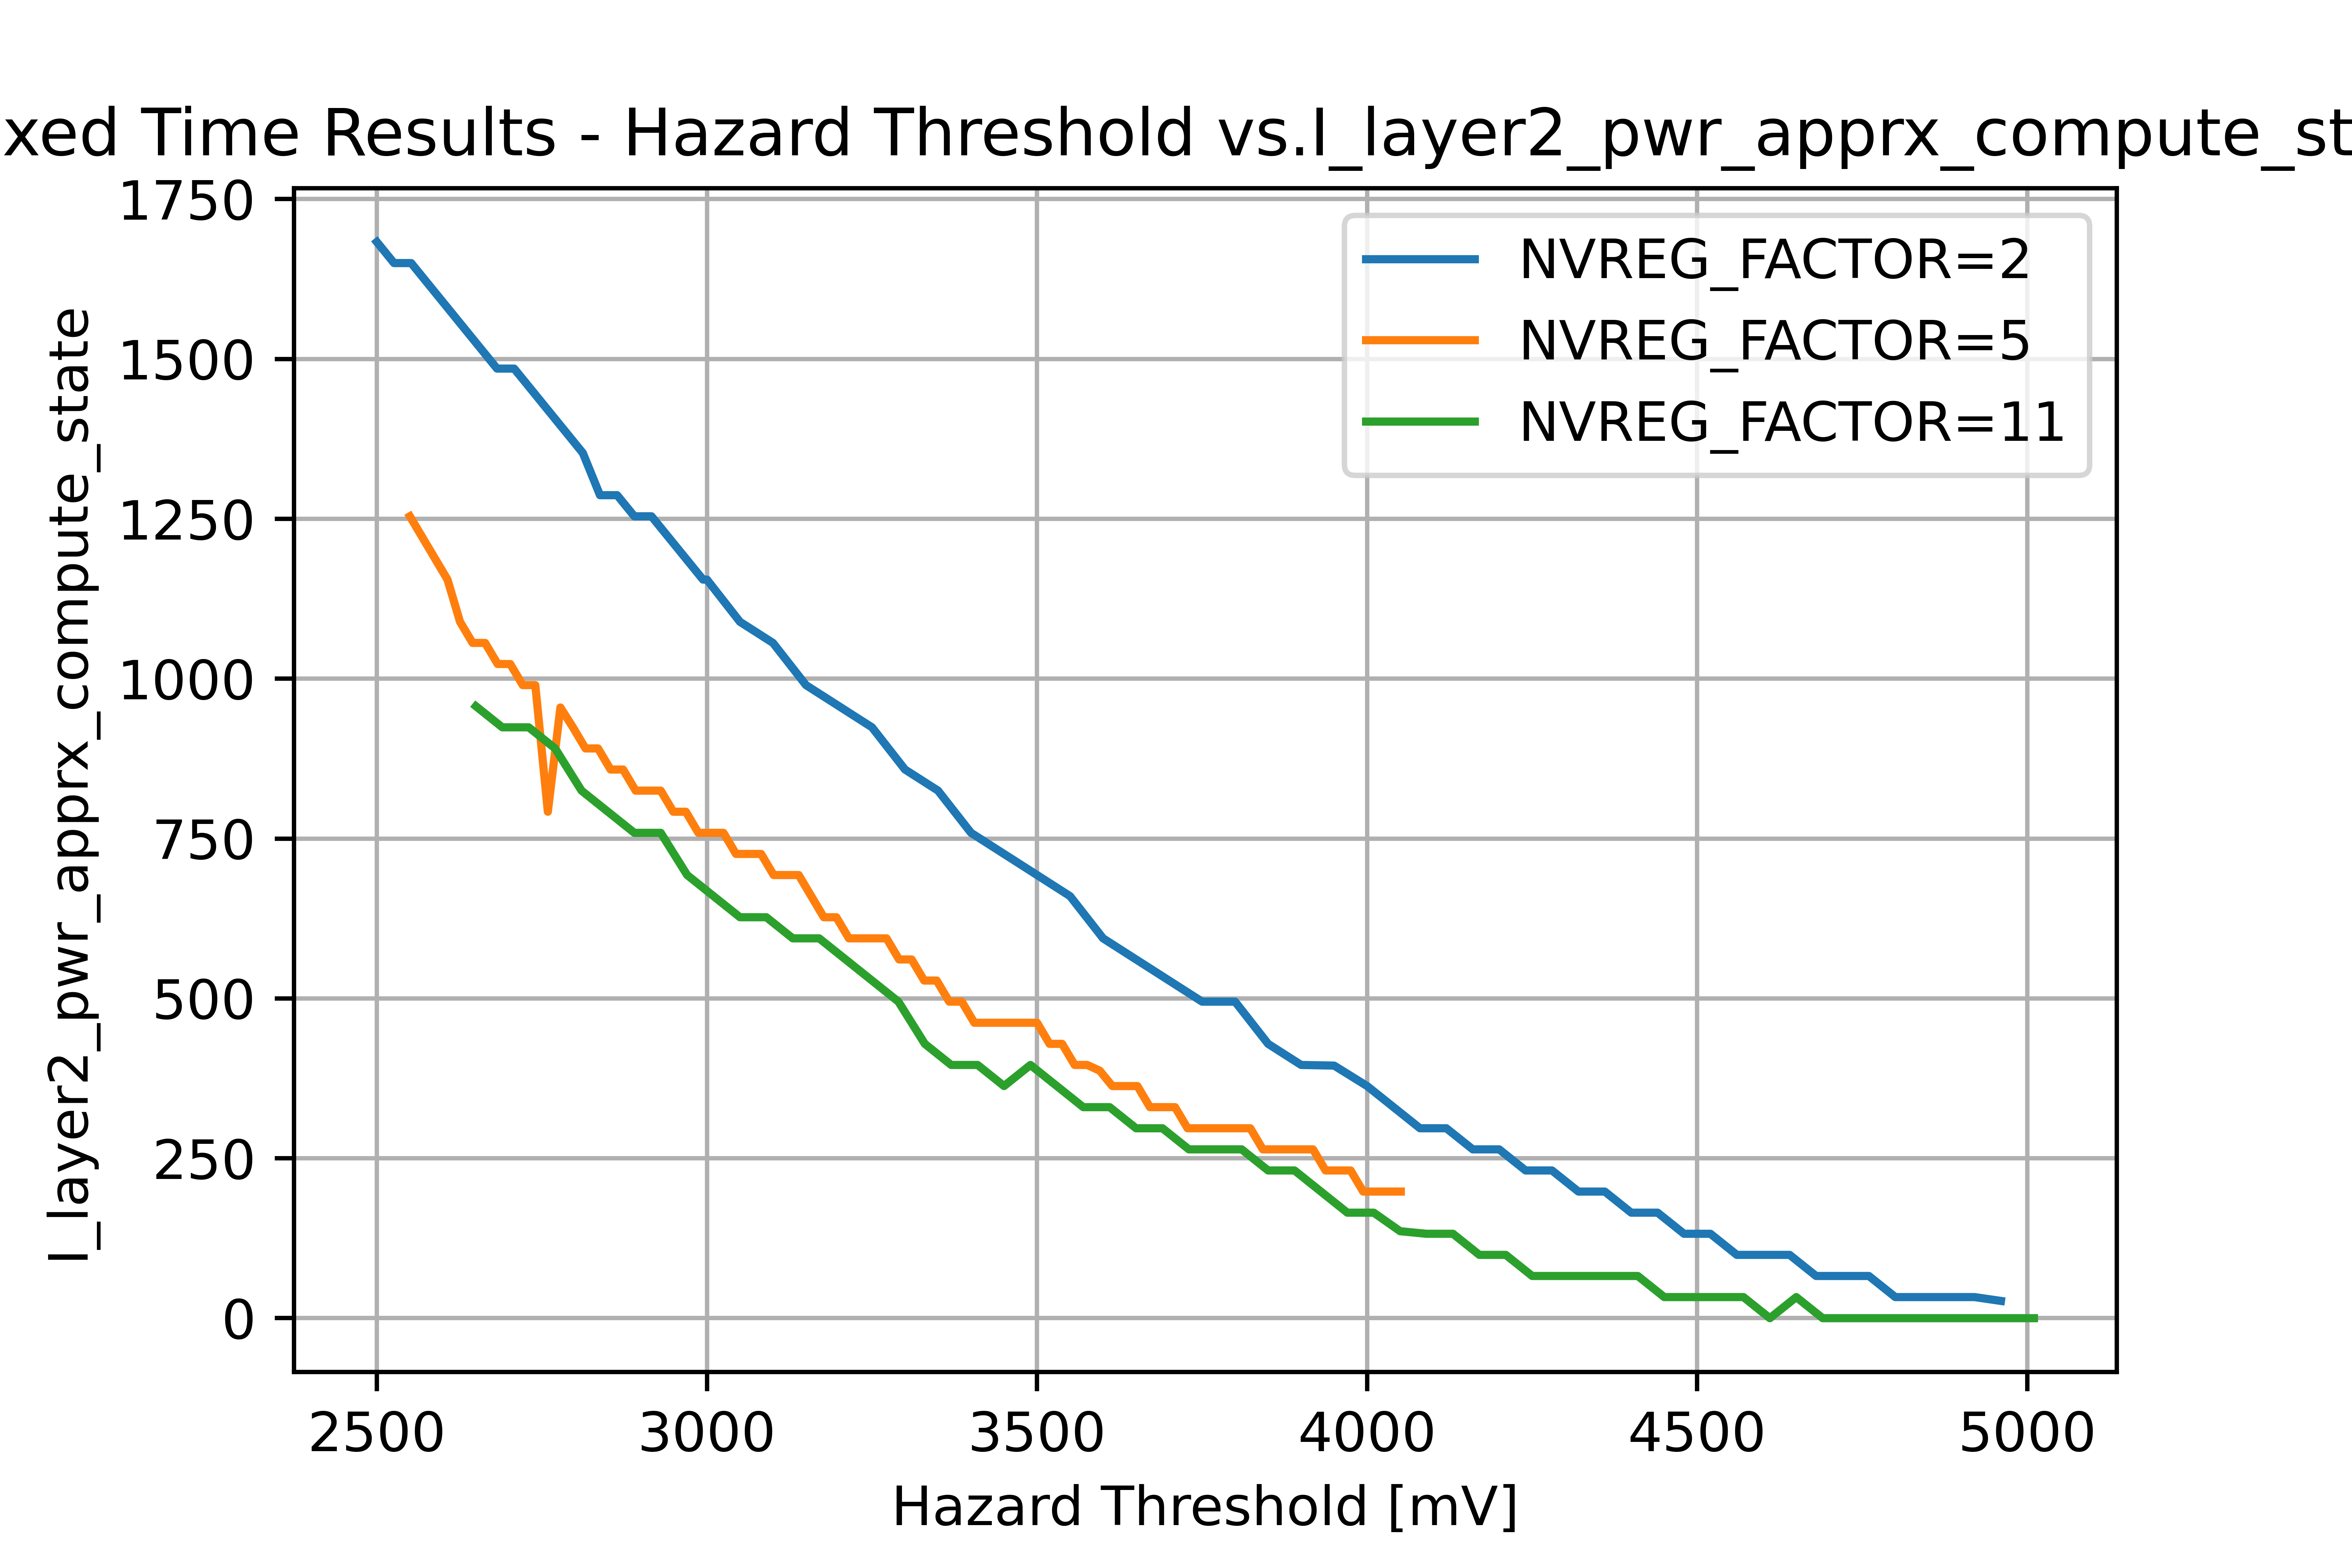 xed Time Results - Hazard Threshold vs.I_layer2_pwr_apprx_compute_st
1750
1500
1250
1000
750
500
250
0
I_layer2_pwr_apprx_compute_state
NVREG_FACTOR=2
NVREG_FACTOR=5
NVREG_FACTOR=11
2500 3000 3500 4000 4500 5000
Hazard Threshold [mV]